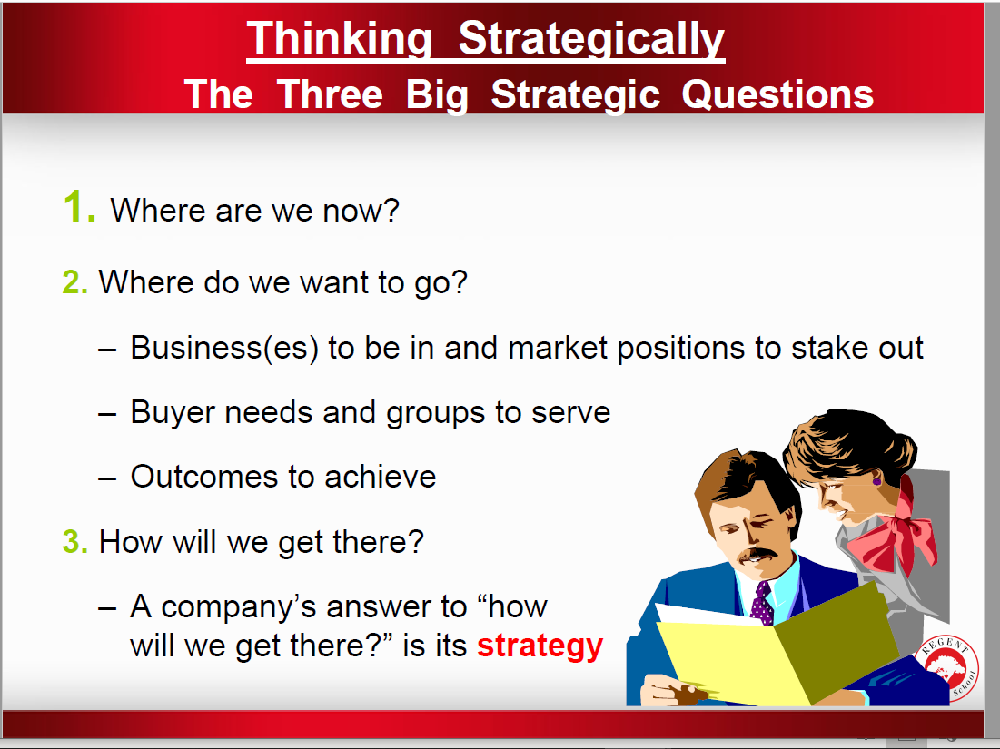 Thinking Strategically
The Three Big Strategic Questions
1. Where are we now?
2. Where do we want to go?
– Business(es) to be in and market positions to stake out
– Buyer needs and groups to serve
– Outcomes to achieve
3. How will we get there?
– A company’s answer to “how
will we get there?” is its strategy
REGENT
School